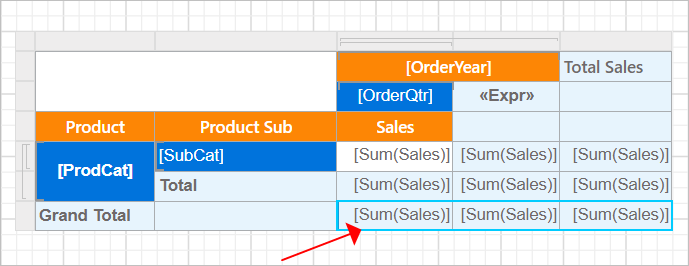 [OrderYear] Total Sales
[OrderQtr] «Expr»
Product Product Sub Sales
[ProdCat] [SubCat] [Sum(Sales)] [Sum(Sales)] [Sum(Sales)]
Total [Sum(Sales)] [Sum(Sales)] [Sum(Sales)]
Grand Total [Sum(Sales)] [Sum(Sales)] [Sum(Sales)]